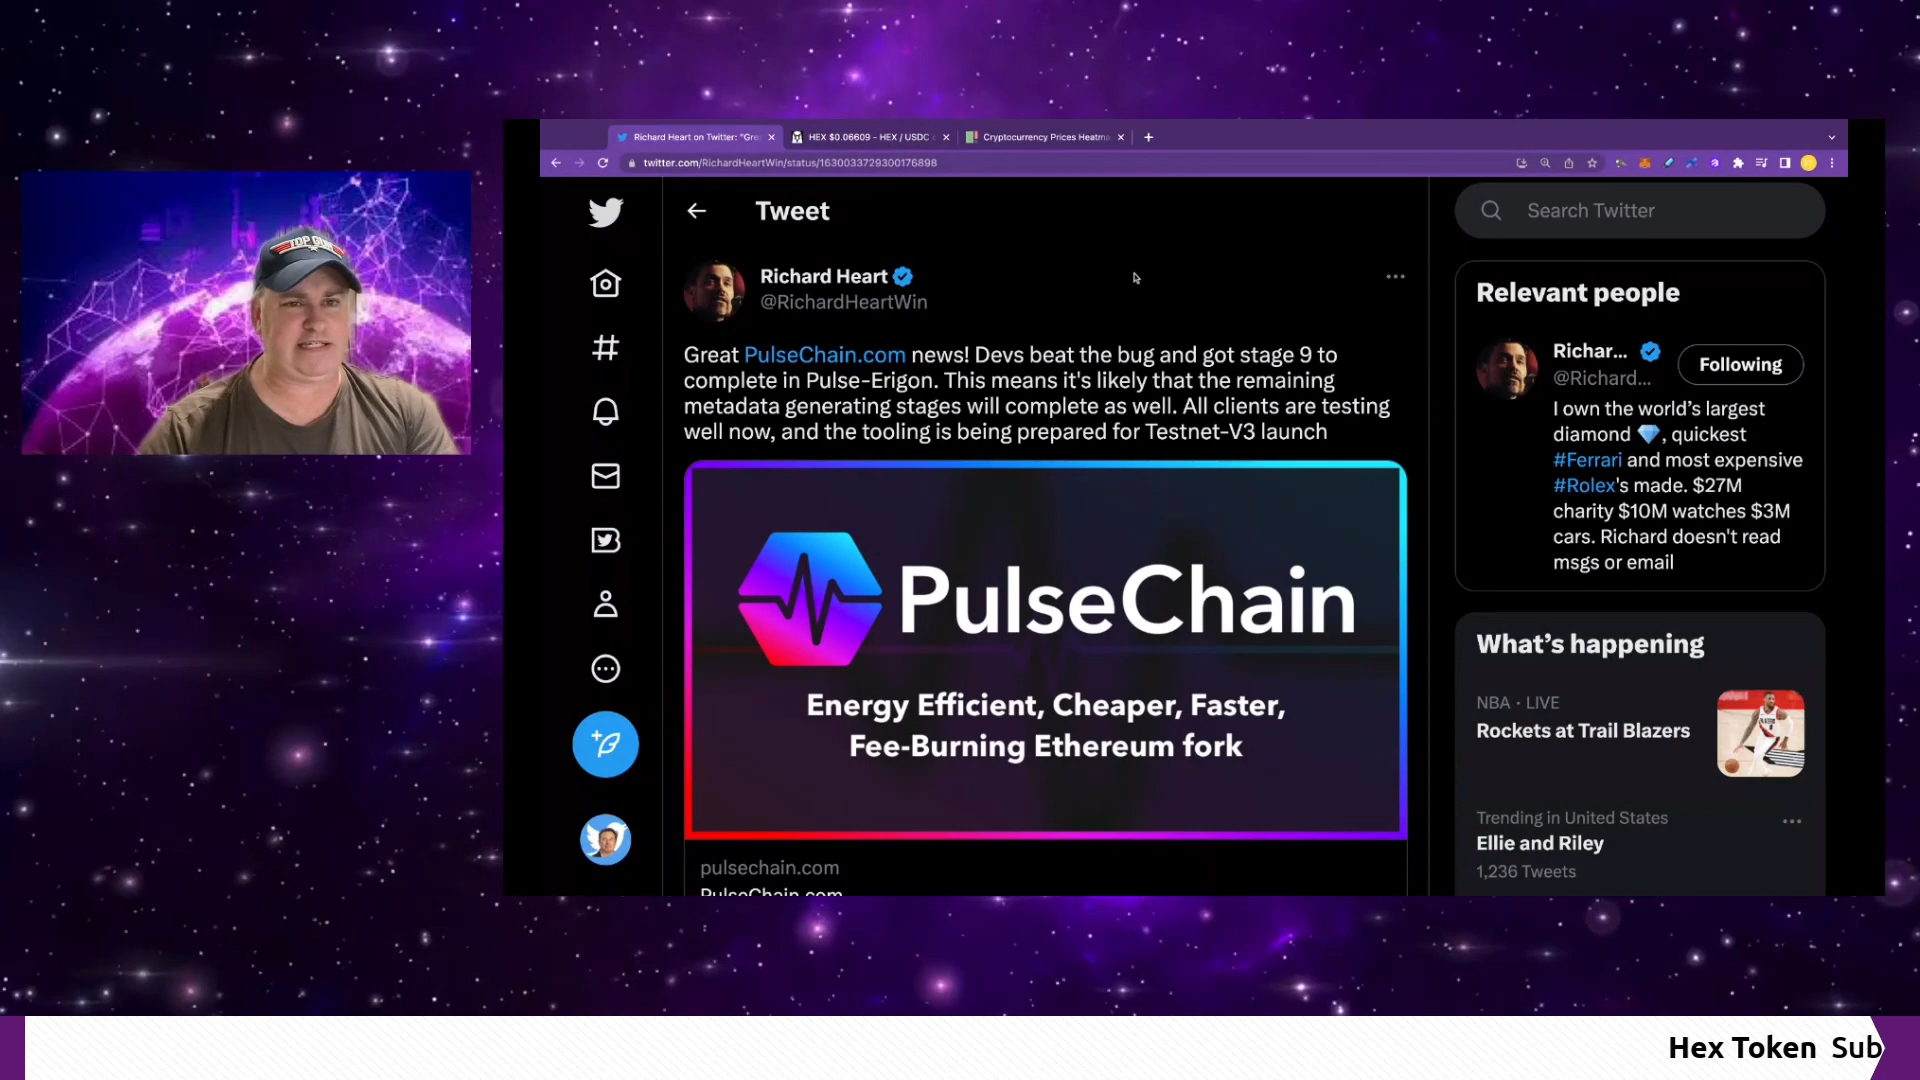 Richard Heart on Twitter: "Gre
HEX $0.06609 - HEX / USDC
Cryptocurrency Prices Heatma
twitter.com/RichardHeartWin/status/1630033729300176898
TOP GUN
Tweet
Search Twitter
Richard Heart
@RichardHeartWin
Great PulseChain.com news! Devs beat the bug and got stage 9 to
complete in Pulse-Erigon. This means it's likely that the remaining
metadata generating stages will complete as well. All clients are testing
well now, and the tooling is being prepared for Testnet-V3 launch
PulseChain
Energy Efficient, Cheaper, Faster,
Fee-Burning Ethereum fork
pulsechain.com
PulseChain.com
Relevant people
Richar...
@Richard...
Following
I own the world's largest
diamond 💎, quickest
#Ferrari and most expensive
#Rolex's made. $27M
charity $10M watches $3M
cars. Richard doesn't read
msgs or email
What's happening
NBA · LIVE
Rockets at Trail Blazers
Trending in United States
Ellie and Riley
1,236 Tweets
Hex Token Sub